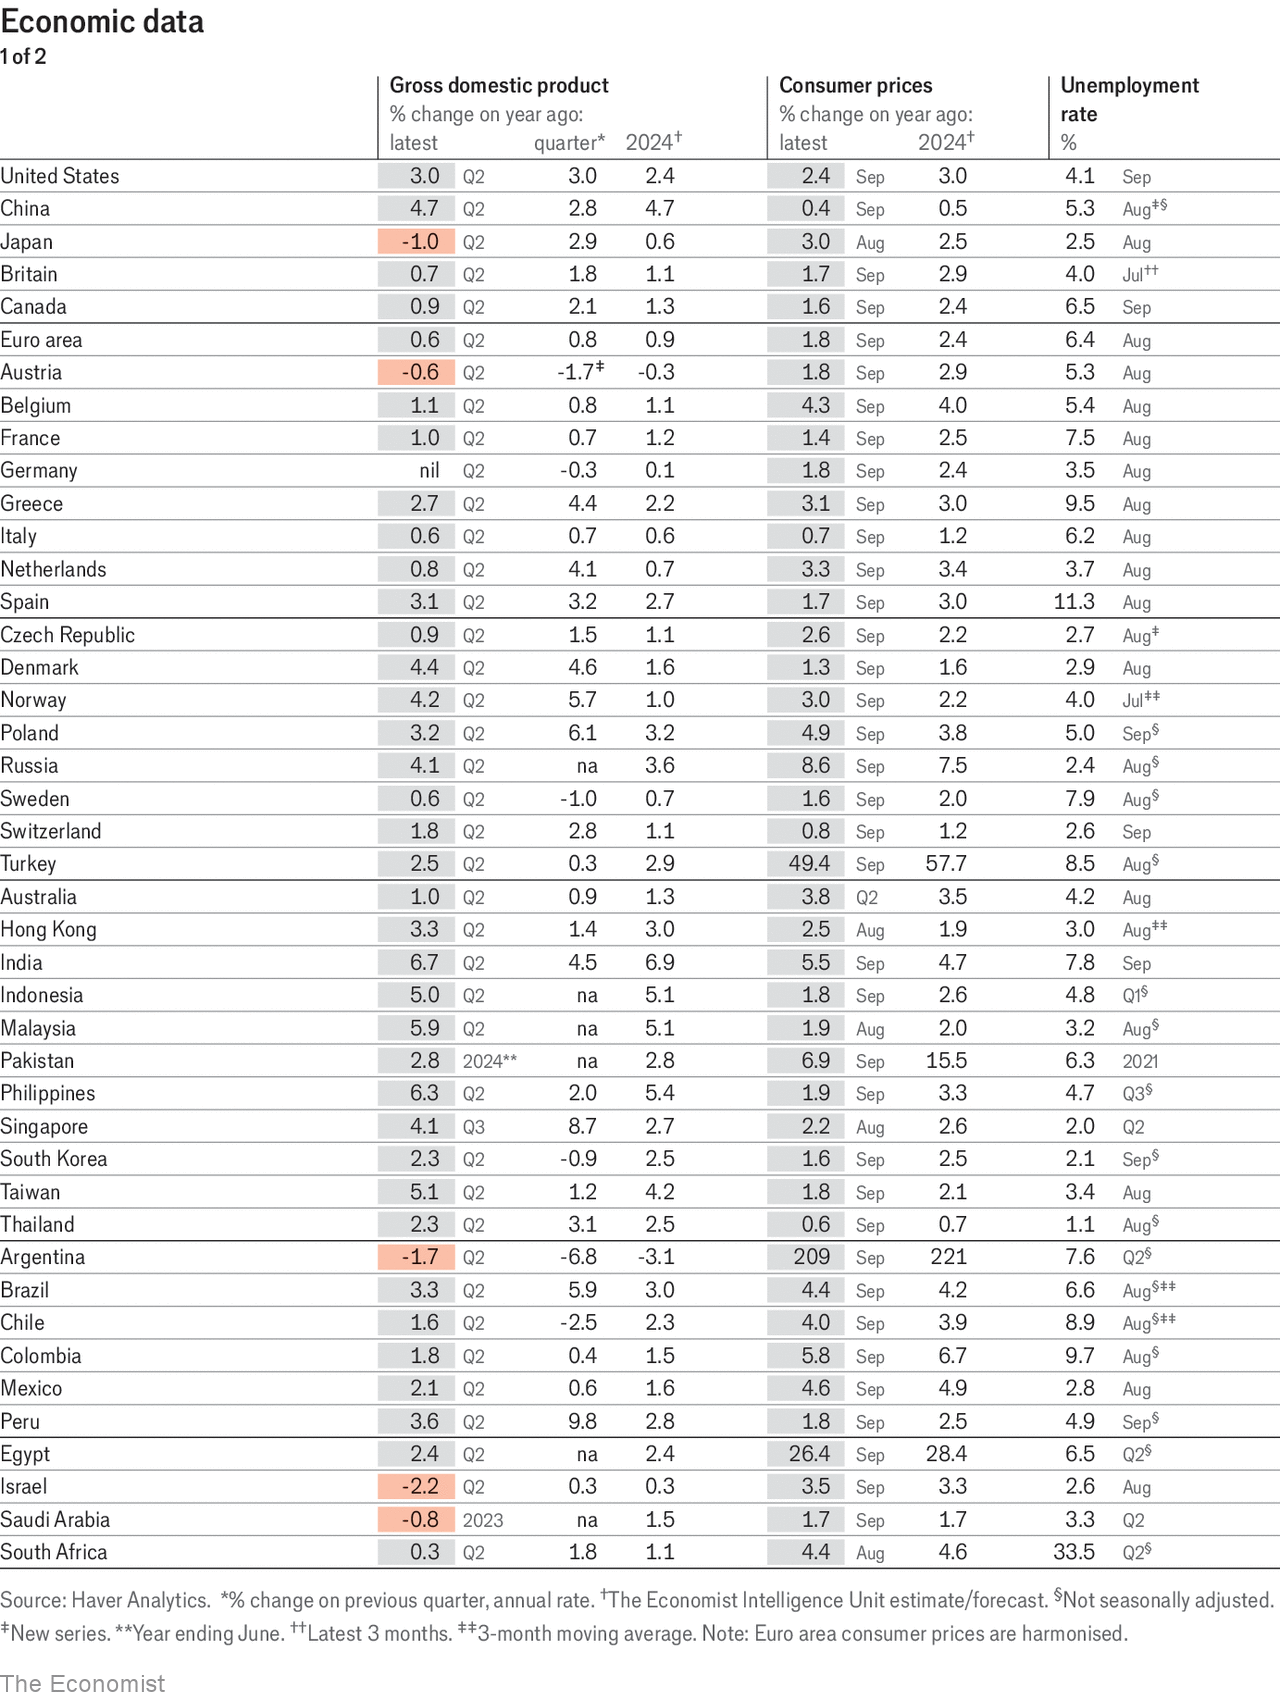 Economic data
1 of 2
Gross domestic product Consumer prices Unemployment
% change on year ago: % change on year ago: rate
latest quarter* 2024† latest 2024† %
United States 3.0 Q2 3.0 2.4 2.4 Sep 3.0 4.1 Sep
China 4.7 Q2 2.8 4.7 0.4 Sep 0.5 5.3 Aug‡§
Japan -1.0 Q2 2.9 0.6 3.0 Aug 2.5 2.5 Aug
Britain 0.7 Q2 1.8 1.1 1.7 Sep 2.9 4.0 Jul††
Canada 0.9 Q2 2.1 1.3 1.6 Sep 2.4 6.5 Sep
Euro area 0.6 Q2 0.8 0.9 1.8 Sep 2.4 6.4 Aug
Austria -0.6 Q2 -1.7‡ -0.3 1.8 Sep 2.9 5.3 Aug
Belgium 1.1 Q2 0.8 1.1 4.3 Sep 4.0 5.4 Aug
France 1.0 Q2 0.7 1.2 1.4 Sep 2.5 7.5 Aug
Germany nil Q2 -0.3 0.1 1.8 Sep 2.4 3.5 Aug
Greece 2.7 Q2 4.4 2.2 3.1 Sep 3.0 9.5 Aug
Italy 0.6 Q2 0.7 0.6 0.7 Sep 1.2 6.2 Aug
Netherlands 0.8 Q2 4.1 0.7 3.3 Sep 3.4 3.7 Aug
Spain 3.1 Q2 3.2 2.7 1.7 Sep 3.0 11.3 Aug
Czech Republic 0.9 Q2 1.5 1.1 2.6 Sep 2.2 2.7 Aug‡
Denmark 4.4 Q2 4.6 1.6 1.3 Sep 1.6 2.9 Aug
Norway 4.2 Q2 5.7 1.0 3.0 Sep 2.2 4.0 Jul‡‡
Poland 3.2 Q2 6.1 3.2 4.9 Sep 3.8 5.0 Sep§
Russia 4.1 Q2 na 3.6 8.6 Sep 7.5 2.4 Aug§
Sweden 0.6 Q2 -1.0 0.7 1.6 Sep 2.0 7.9 Aug§
Switzerland 1.8 Q2 2.8 1.1 0.8 Sep 1.2 2.6 Sep
Turkey 2.5 Q2 0.3 2.9 49.4 Sep 57.7 8.5 Aug§
Australia 1.0 Q2 0.9 1.3 3.8 Q2 3.5 4.2 Aug
Hong Kong 3.3 Q2 1.4 3.0 2.5 Aug 1.9 3.0 Aug‡‡
India 6.7 Q2 4.5 6.9 5.5 Sep 4.7 7.8 Sep
Indonesia 5.0 Q2 na 5.1 1.8 Sep 2.6 4.8 Q1§
Malaysia 5.9 Q2 na 5.1 1.9 Aug 2.0 3.2 Aug§
Pakistan 2.8 2024** na 2.8 6.9 Sep 15.5 6.3 2021
Philippines 6.3 Q2 2.0 5.4 1.9 Sep 3.3 4.7 Q3§
Singapore 4.1 Q3 8.7 2.7 2.2 Aug 2.6 2.0 Q2
South Korea 2.3 Q2 -0.9 2.5 1.6 Sep 2.5 2.1 Sep§
Taiwan 5.1 Q2 1.2 4.2 1.8 Sep 2.1 3.4 Aug
Thailand 2.3 Q2 3.1 2.5 0.6 Sep 0.7 1.1 Aug§
Argentina -1.7 Q2 -6.8 -3.1 209 Sep 221 7.6 Q2§
Brazil 3.3 Q2 5.9 3.0 4.4 Sep 4.2 6.6 Aug§‡‡
Chile 1.6 Q2 -2.5 2.3 4.0 Sep 3.9 8.9 Aug§‡‡
Colombia 1.8 Q2 0.4 1.5 5.8 Sep 6.7 9.7 Aug§
Mexico 2.1 Q2 0.6 1.6 4.6 Sep 4.9 2.8 Aug
Peru 3.6 Q2 9.8 2.8 1.8 Sep 2.5 4.9 Sep§
Egypt 2.4 Q2 na 2.4 26.4 Sep 28.4 6.5 Q2§
Israel -2.2 Q2 0.3 0.3 3.5 Sep 3.3 2.6 Aug
Saudi Arabia -0.8 2023 na 1.5 1.7 Sep 1.7 3.3 Q2
South Africa 0.3 Q2 1.8 1.1 4.4 Aug 4.6 33.5 Q2§
Source: Haver Analytics. *% change on previous quarter, annual rate. †The Economist Intelligence Unit estimate/forecast. §Not seasonally adjusted.
‡New series. **Year ending June. ††Latest 3 months. ‡‡3-month moving average. Note: Euro area consumer prices are harmonised.
The Economist